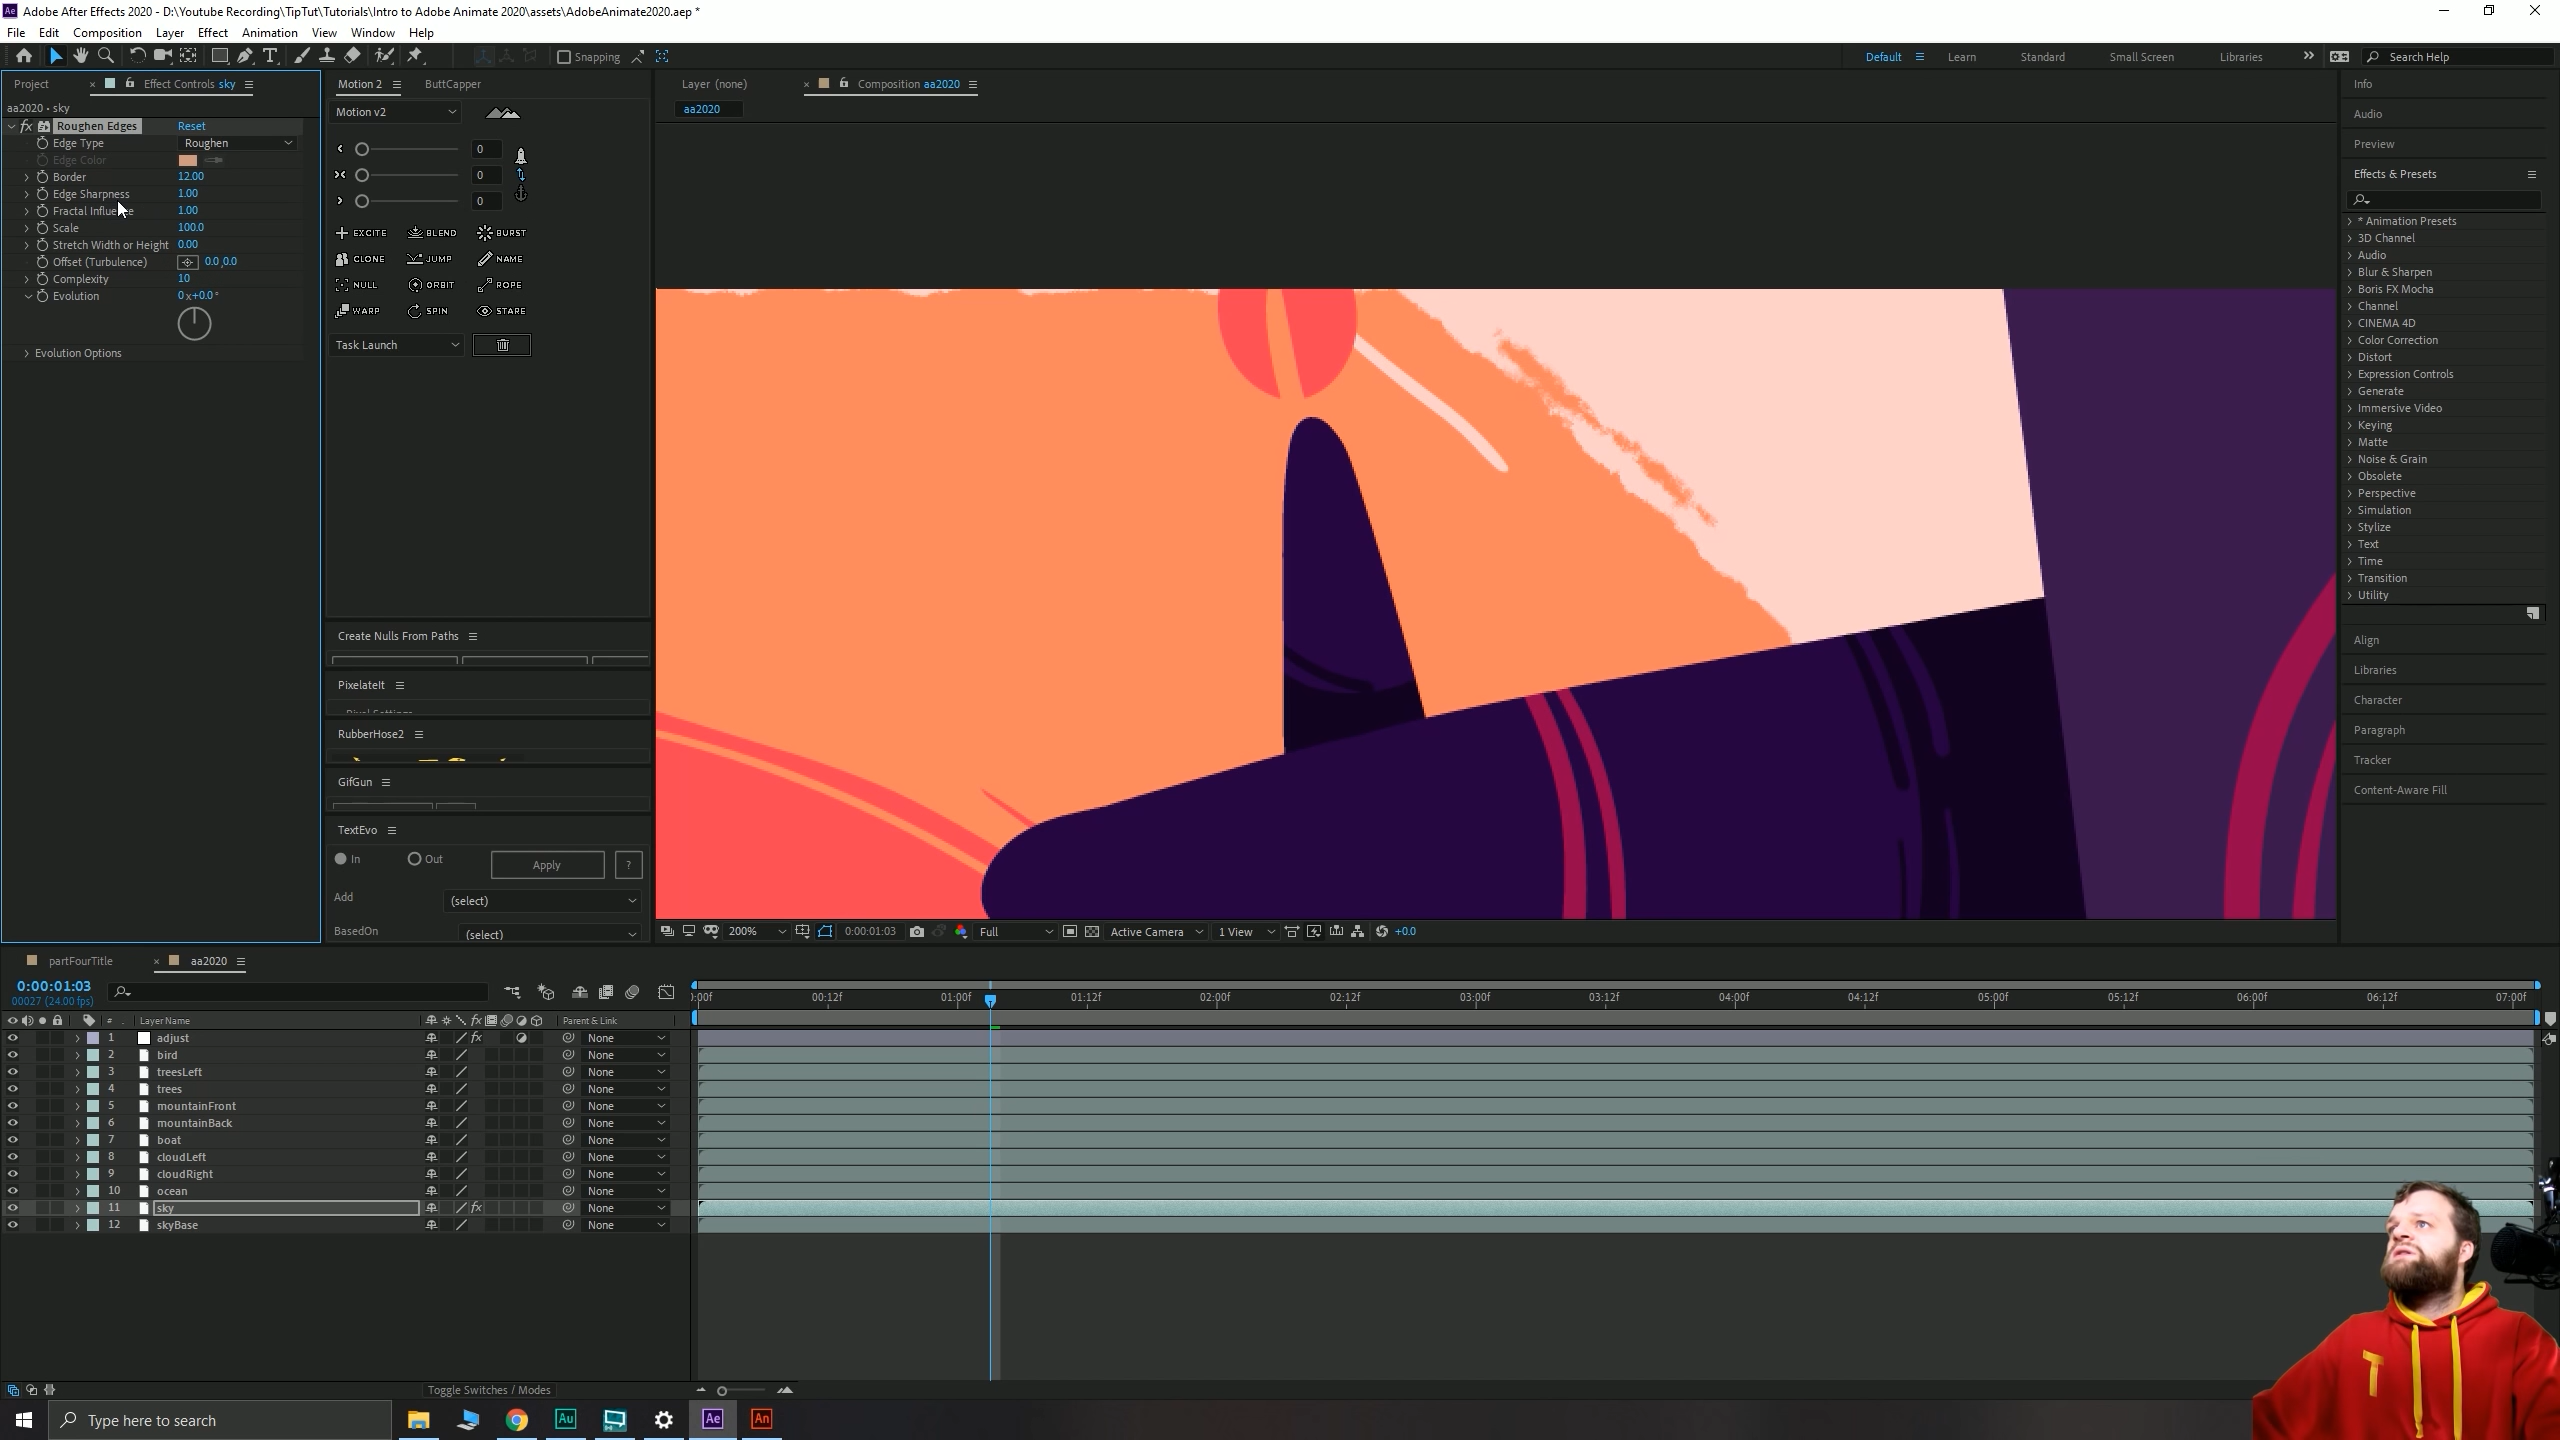 Ae Adobe After Effects 2020 - D:\Youtube Recording\TipTut\Tutorials\Intro to Adobe Animate 2020\assets\AdobeAnimate2020.aep *
File Edit Composition Layer Effect Animation View Window Help
Snapping
Default Learn Standard Small Screen Libraries Search Help
Project Effect Controls sky
aa2020 • sky
fx Roughen Edges Reset
Edge Type Roughen
Edge Color
Border 12.00
Edge Sharpness 1.00
Fractal Influence 1.00
Scale 100.0
Stretch Width or Height 0.00
Offset (Turbulence) 0.0,0.0
Complexity 10
Evolution 0x+0.0°
Evolution Options
Motion 2 ButtCapper
Motion v2
0
0
0
EXCITE BLEND BURST
CLONE JUMP NAME
NULL ORBIT ROPE
WARP SPIN STARE
Task Launch
Create Nulls From Paths
PixelateIt
RubberHose2
GifGun
TextEvo
In Out Apply ?
Add (select)
BasedOn (select)
Layer (none) Composition aa2020
aa2020
200% 0:00:01:03 Full Active Camera 1 View +0.0
Info
Audio
Preview
Effects & Presets
* Animation Presets
3D Channel
Audio
Blur & Sharpen
Boris FX Mocha
Channel
CINEMA 4D
Color Correction
Distort
Expression Controls
Generate
Immersive Video
Keying
Matte
Noise & Grain
Obsolete
Perspective
Simulation
Stylize
Text
Time
Transition
Utility
Align
Libraries
Character
Paragraph
Tracker
Content-Aware Fill
partFourTitle aa2020
0:00:01:03
00027 (24.00 fps)
:00f 00:12f 01:00f 01:12f 02:00f 02:12f 03:00f 03:12f 04:00f 04:12f 05:00f 05:12f 06:00f 06:12f 07:00f
# Layer Name fx Parent & Link
1 adjust fx None
2 bird None
3 treesLeft None
4 trees None
5 mountainFront None
6 mountainBack None
7 boat None
8 cloudLeft None
9 cloudRight None
10 ocean None
11 sky fx None
12 skyBase None
Toggle Switches / Modes
Type here to search Au Ae An